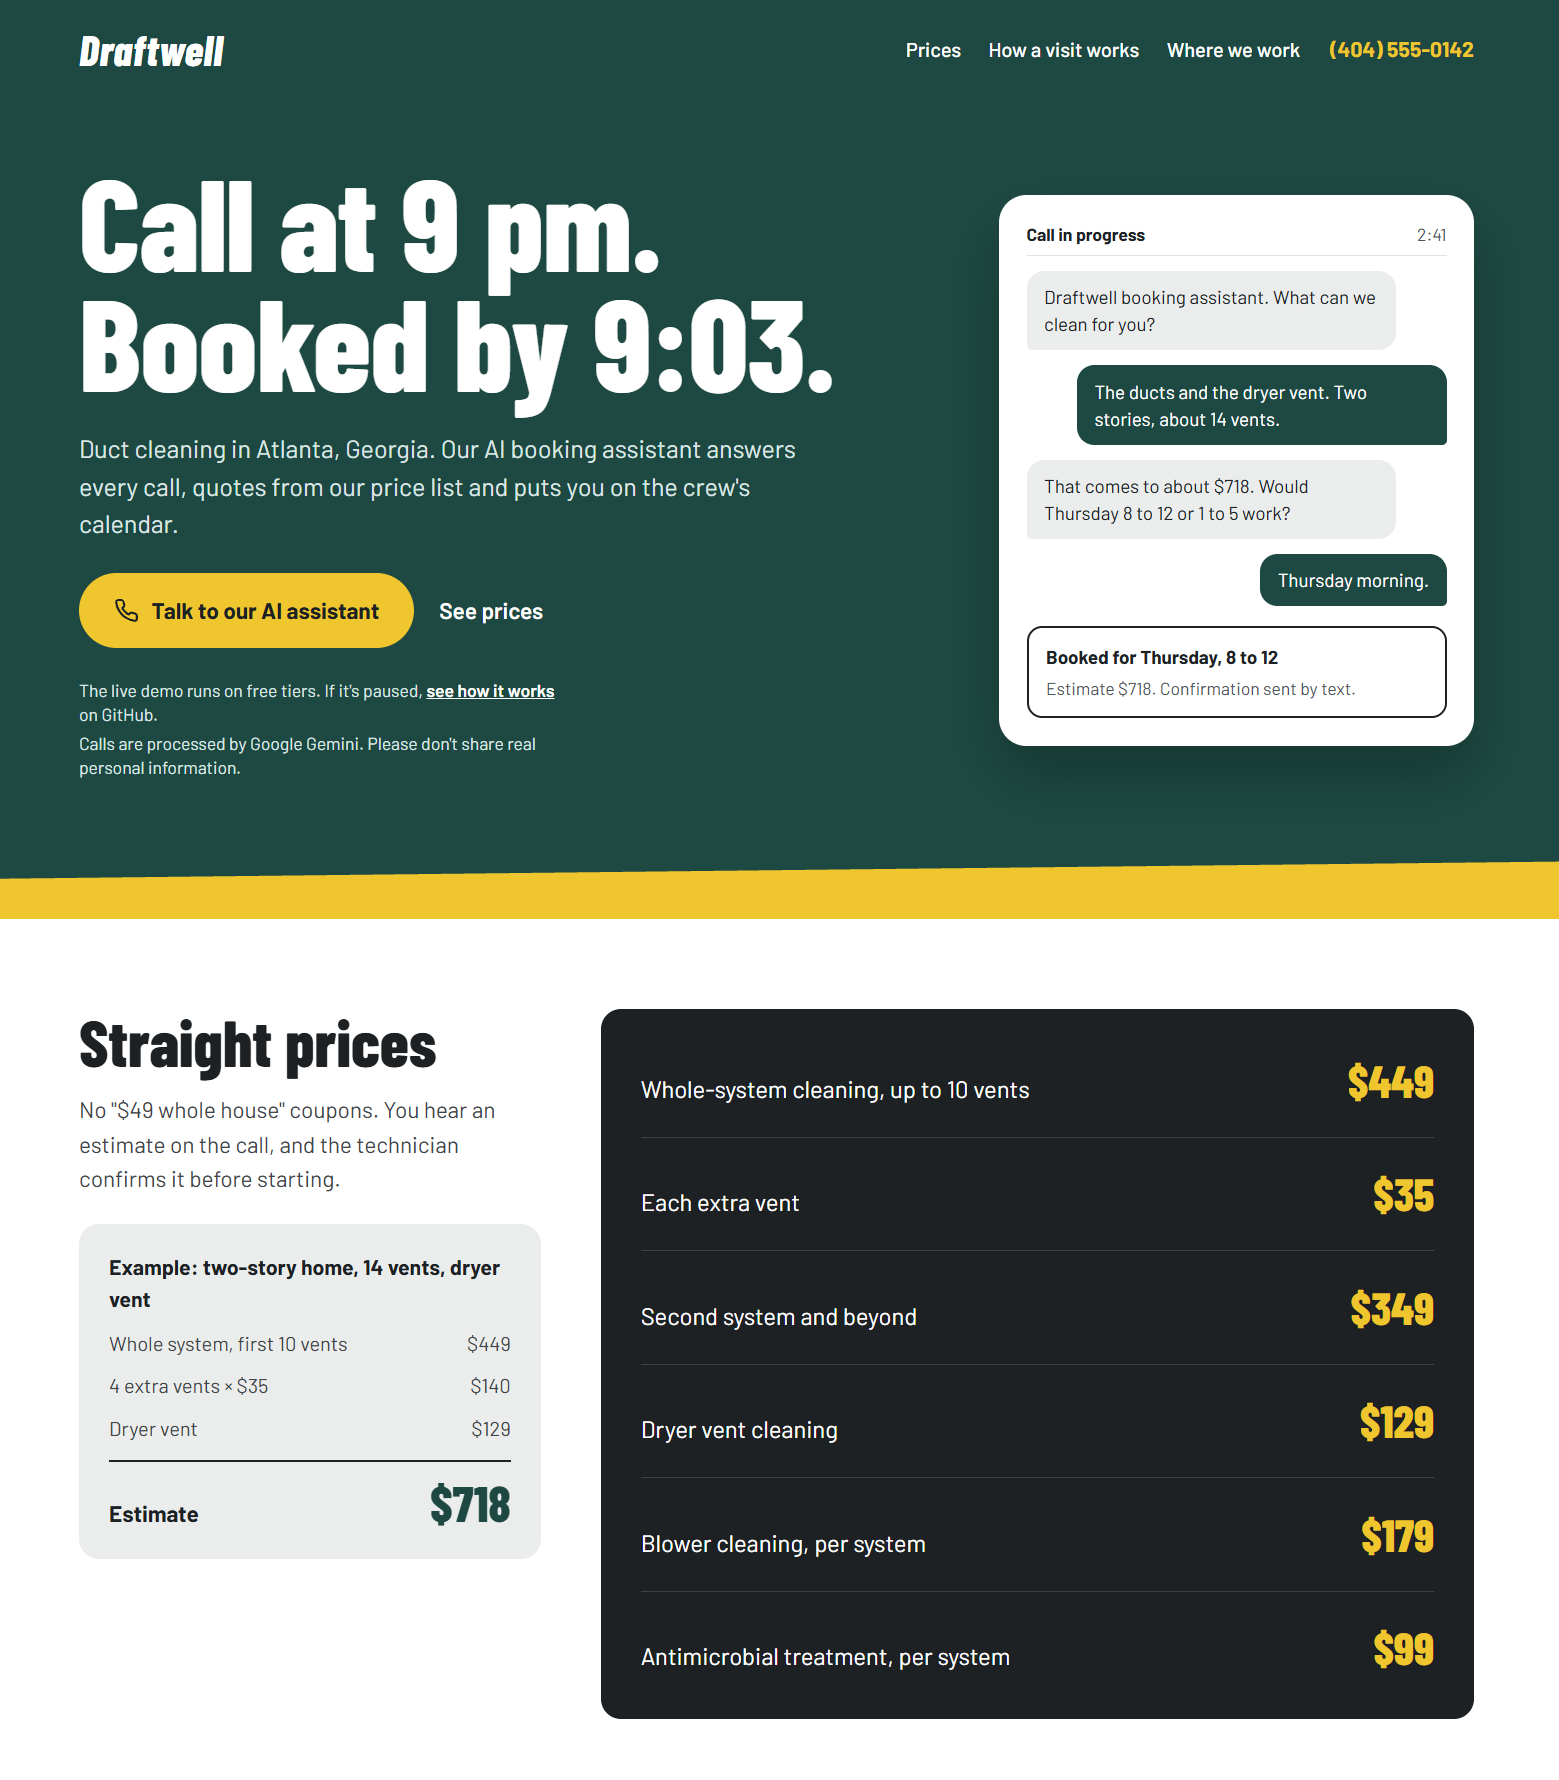 Draftwell
Prices
How a visit works
Where we work
(404) 555-0142
Call at 9 pm.
Booked by 9:03.
Duct cleaning in Atlanta, Georgia. Our AI booking assistant answers
every call, quotes from our price list and puts you on the crew's
calendar.
Talk to our AI assistant
See prices
The live demo runs on free tiers. If it's paused, see how it works
on GitHub.
Calls are processed by Google Gemini. Please don't share real
personal information.
Call in progress
2:41
Draftwell booking assistant. What can we
clean for you?
The ducts and the dryer vent. Two
stories, about 14 vents.
That comes to about $718. Would
Thursday 8 to 12 or 1 to 5 work?
Thursday morning.
Booked for Thursday, 8 to 12
Estimate $718. Confirmation sent by text.
Straight prices
No "$49 whole house" coupons. You hear an
estimate on the call, and the technician
confirms it before starting.
Example: two-story home, 14 vents, dryer
vent
Whole system, first 10 vents $449
4 extra vents × $35 $140
Dryer vent $129
Estimate $718
Whole-system cleaning, up to 10 vents $449
Each extra vent $35
Second system and beyond $349
Dryer vent cleaning $129
Blower cleaning, per system $179
Antimicrobial treatment, per system $99